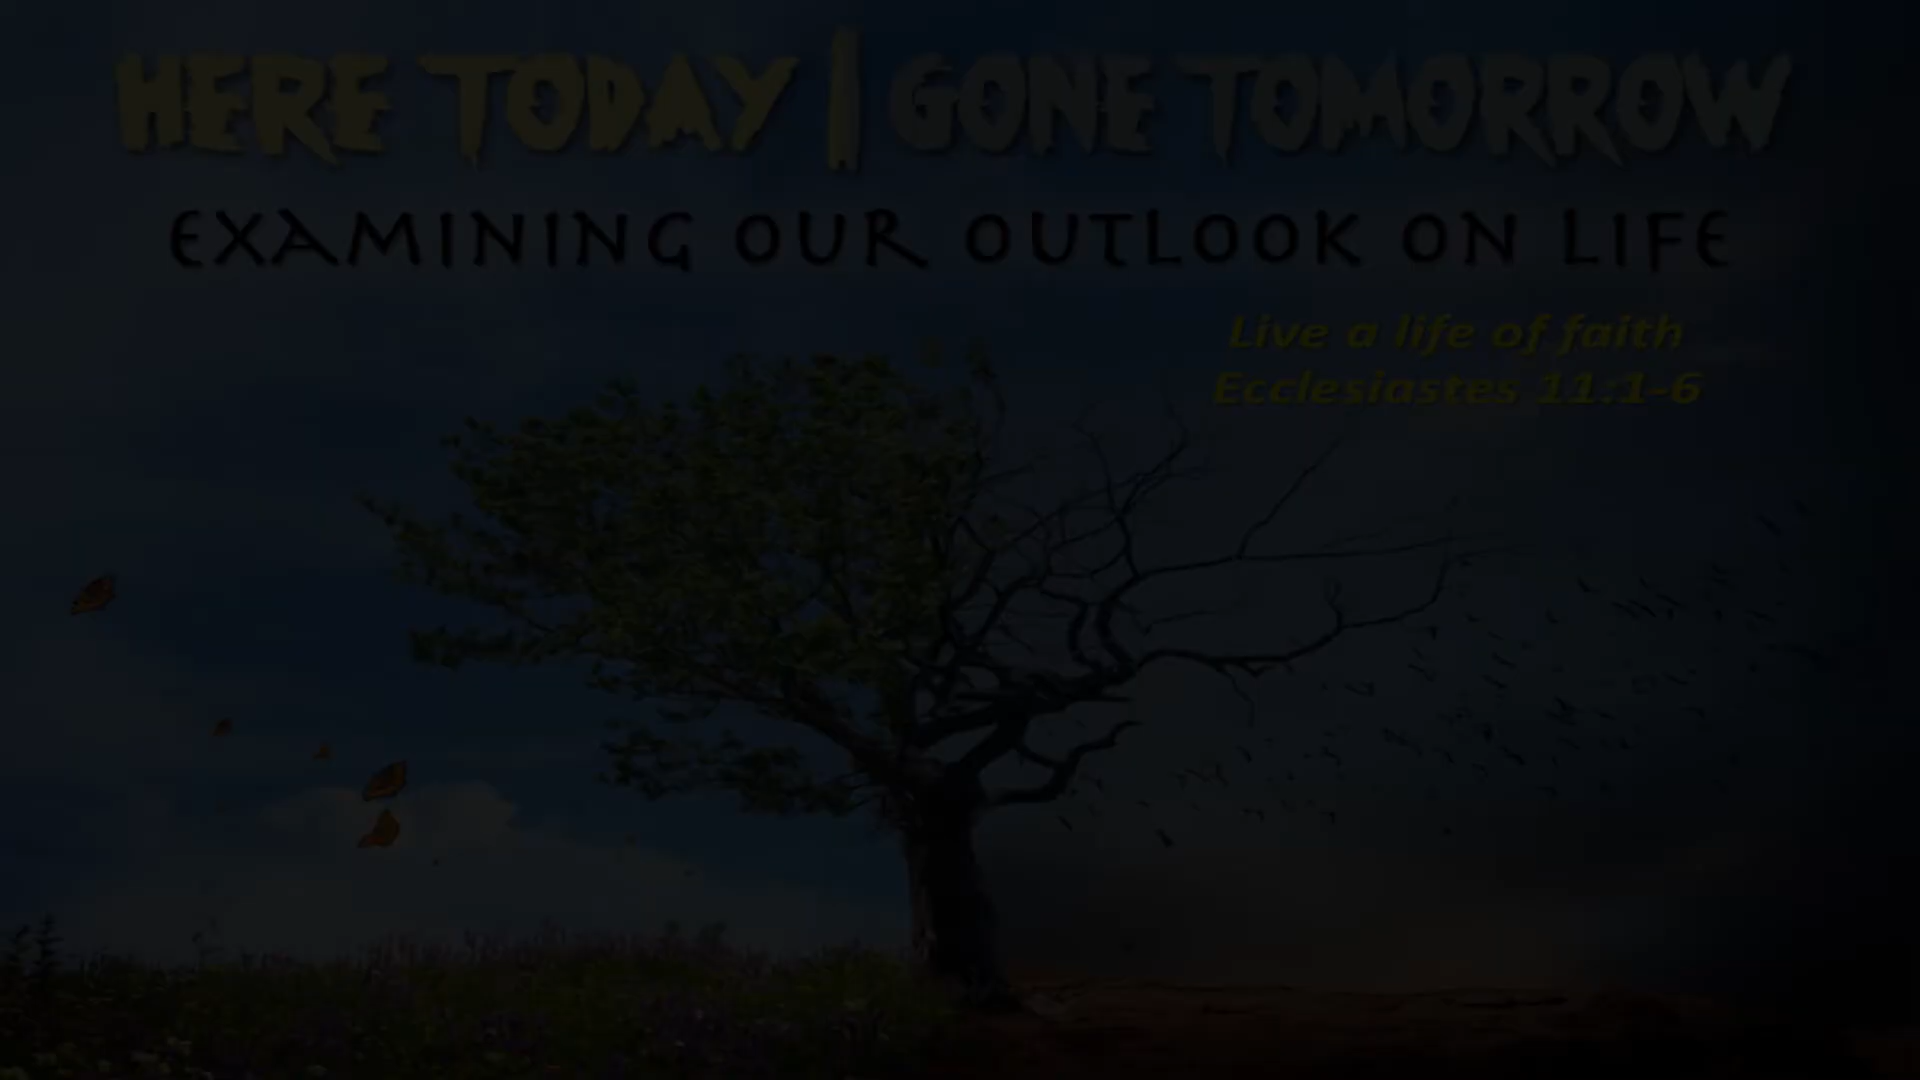 HERE TODAY | GONE TOMORROW
EXAMINING OUR OUTLOOK ON LIFE
Live a life of faith
Ecclesiastes 11:1-6